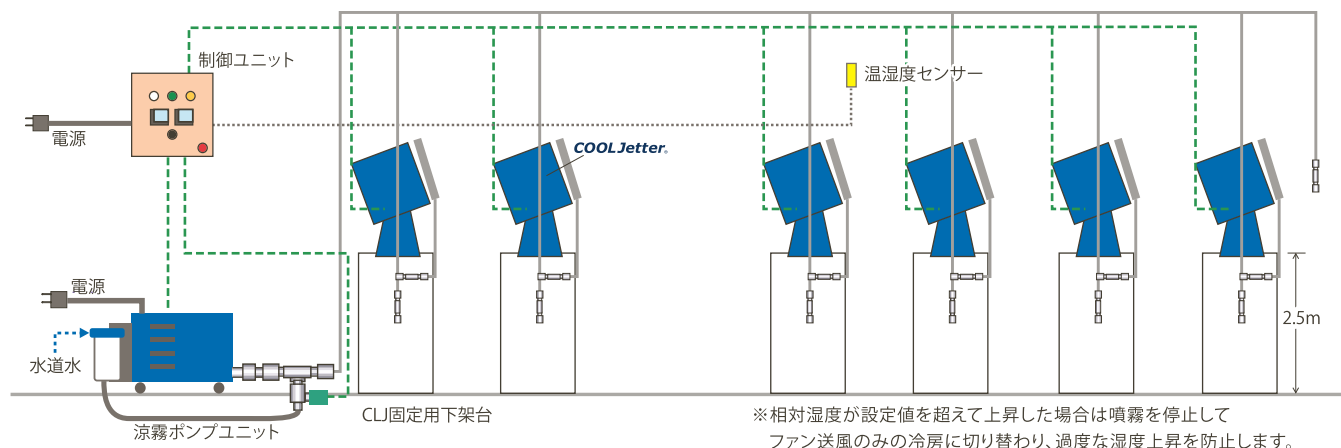 制御ユニット
温湿度センサー
電源
COOLJetter®
電源
水道水
2.5m
CLJ固定用下架台
涼霧ポンプユニット
※相対湿度が設定値を超えて上昇した場合は噴霧を停止して
ファン送風のみの冷房に切り替わり、過度な湿度上昇を防止します。